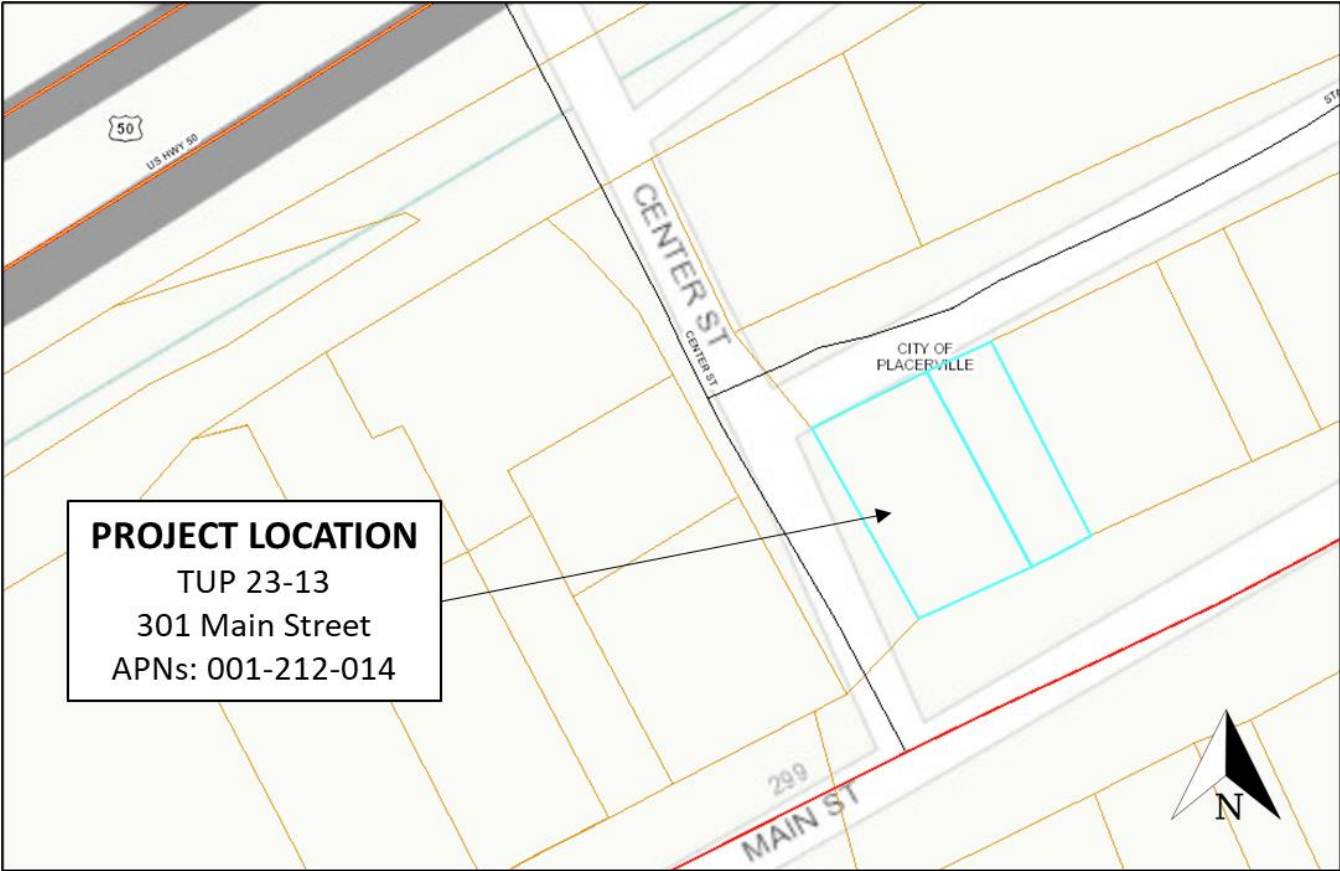 50
US HWY 50
CENTER ST
CENTER ST
CITY OF
PLACERVILLE
PROJECT LOCATION
TUP 23-13
301 Main Street
APNs: 001-212-014
299
MAIN ST
N